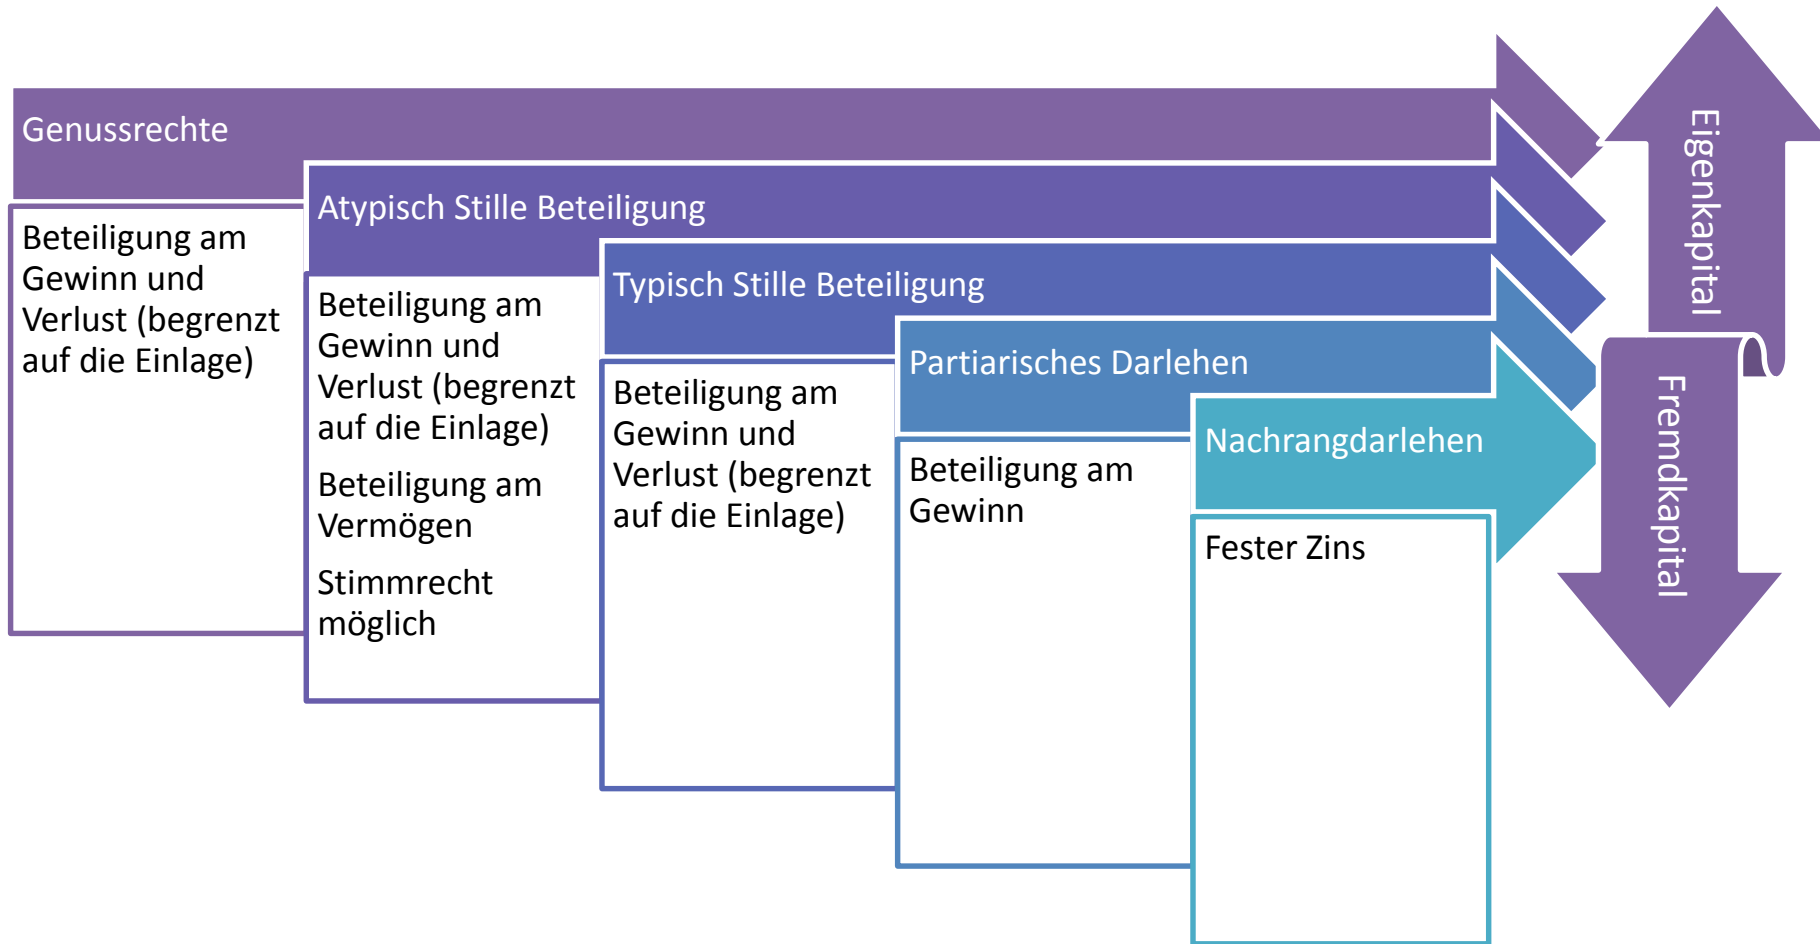 Genussrechte
Beteiligung am
Gewinn und
Verlust (begrenzt
auf die Einlage)
Atypisch Stille Beteiligung
Beteiligung am
Gewinn und
Verlust (begrenzt
auf die Einlage)
Beteiligung am
Vermögen
Stimmrecht
möglich
Typisch Stille Beteiligung
Beteiligung am
Gewinn und
Verlust (begrenzt
auf die Einlage)
Partiarisches Darlehen
Beteiligung am
Gewinn
Nachrangdarlehen
Fester Zins
Eigenkapital
Fremdkapital